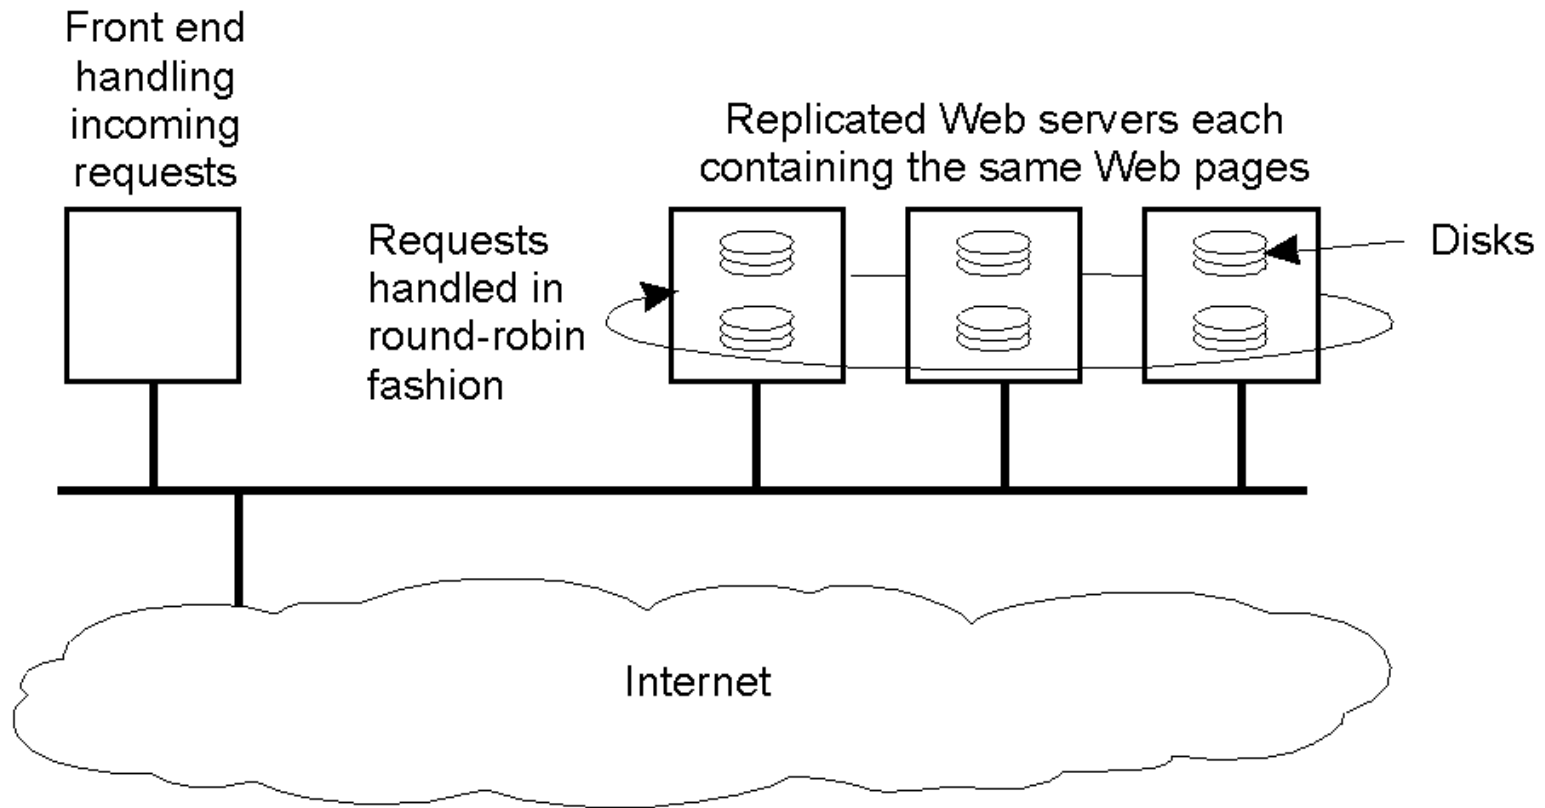 Front end
handling
incoming
requests
Replicated Web servers each
containing the same Web pages
Requests
handled in
round-robin
fashion
Disks
Internet